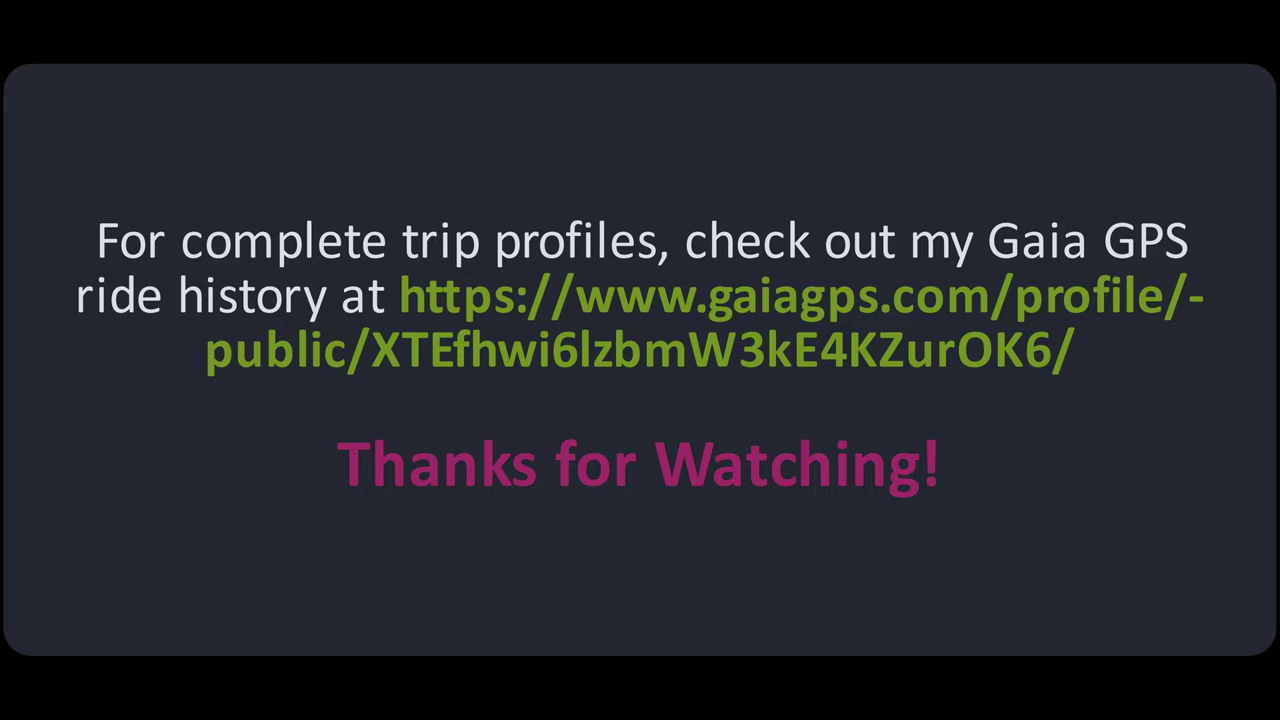 For complete trip profiles, check out my Gaia GPS
ride history at https://www.gaiagps.com/profile/-
public/XTEfhwi6lzbmW3kE4KZurOK6/
Thanks for Watching!